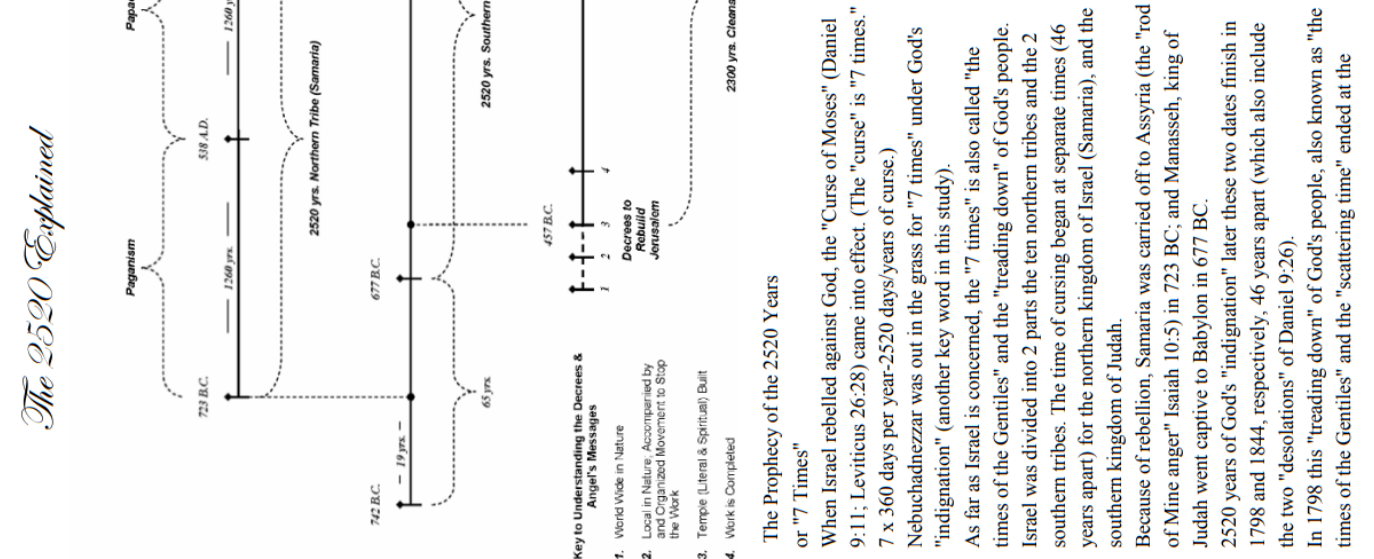 The 2520 Explained
Paganism
723 B.C.
1260 yrs.
538 A.D.
1260
2520 yrs. Northern Tribe (Samaria)
742 B.C.
19 yrs.
677 B.C.
65 yrs.
2520 yrs. Southern
457 B.C.
1
2
3
4
Decrees to
Rebuild
Jerusalem
2300 yrs. Cleans
Key to Understanding the Decrees &
Angel's Messages
1. World Wide in Nature
2. Local in Nature, Accompanied by
and Organized Movement to Stop
the Work
3. Temple (Literal & Spiritual) Built
4. Work is Completed
The Prophecy of the 2520 Years
or "7 Times"
When Israel rebelled against God, the "Curse of Moses" (Daniel
9:11; Leviticus 26:28) came into effect. (The "curse" is "7 times."
7 x 360 days per year-2520 days/years of curse.)
Nebuchadnezzar was out in the grass for "7 times" under God's
"indignation" (another key word in this study).
As far as Israel is concerned, the "7 times" is also called "the
times of the Gentiles" and the "treading down" of God's people.
Israel was divided into 2 parts the ten northern tribes and the 2
southern tribes. The time of cursing began at separate times (46
years apart) for the northern kingdom of Israel (Samaria), and the
southern kingdom of Judah.
Because of rebellion, Samaria was carried off to Assyria (the "rod
of Mine anger" Isaiah 10:5) in 723 BC; and Manasseh, king of
Judah went captive to Babylon in 677 BC.
2520 years of God's "indignation" later these two dates finish in
1798 and 1844, respectively, 46 years apart (which also include
the two "desolations" of Daniel 9:26).
In 1798 this "treading down" of God's people, also known as "the
times of the Gentiles" and the "scattering time" ended at the